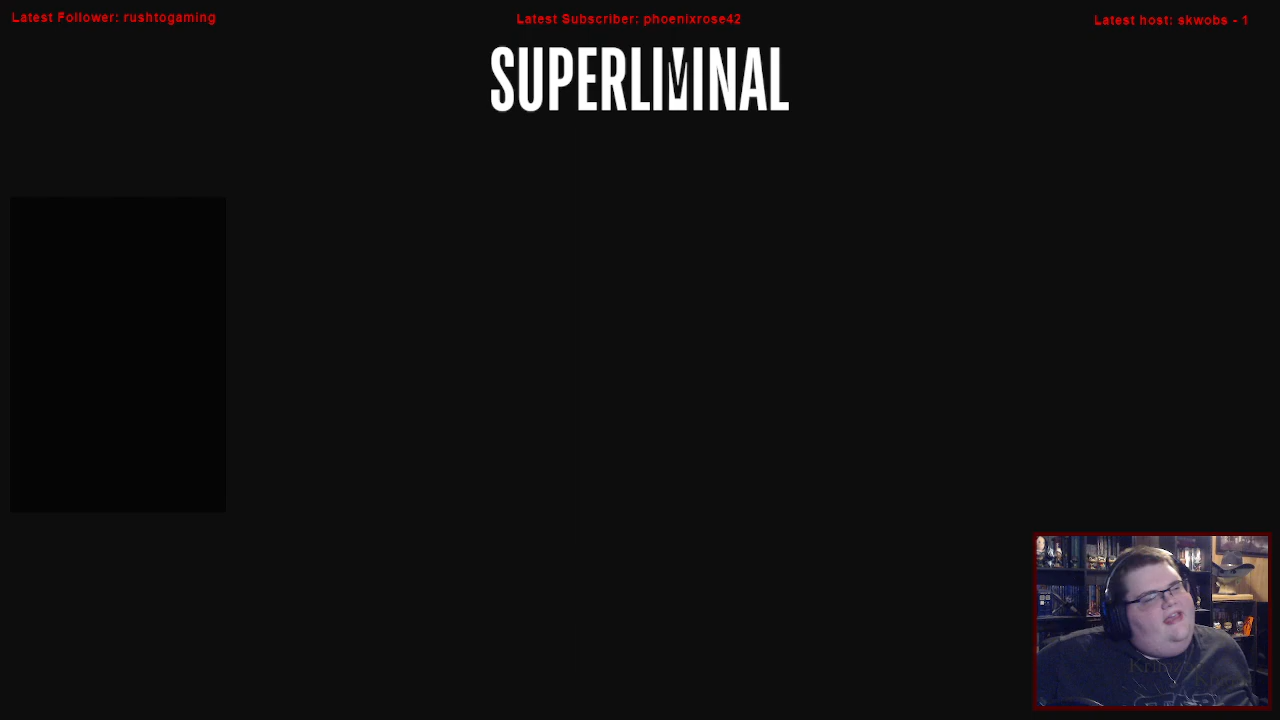 Latest Follower: rushtogaming
Latest Subscriber: phoenixrose42
Latest host: skwobs - 1
SUPERLIMINAL